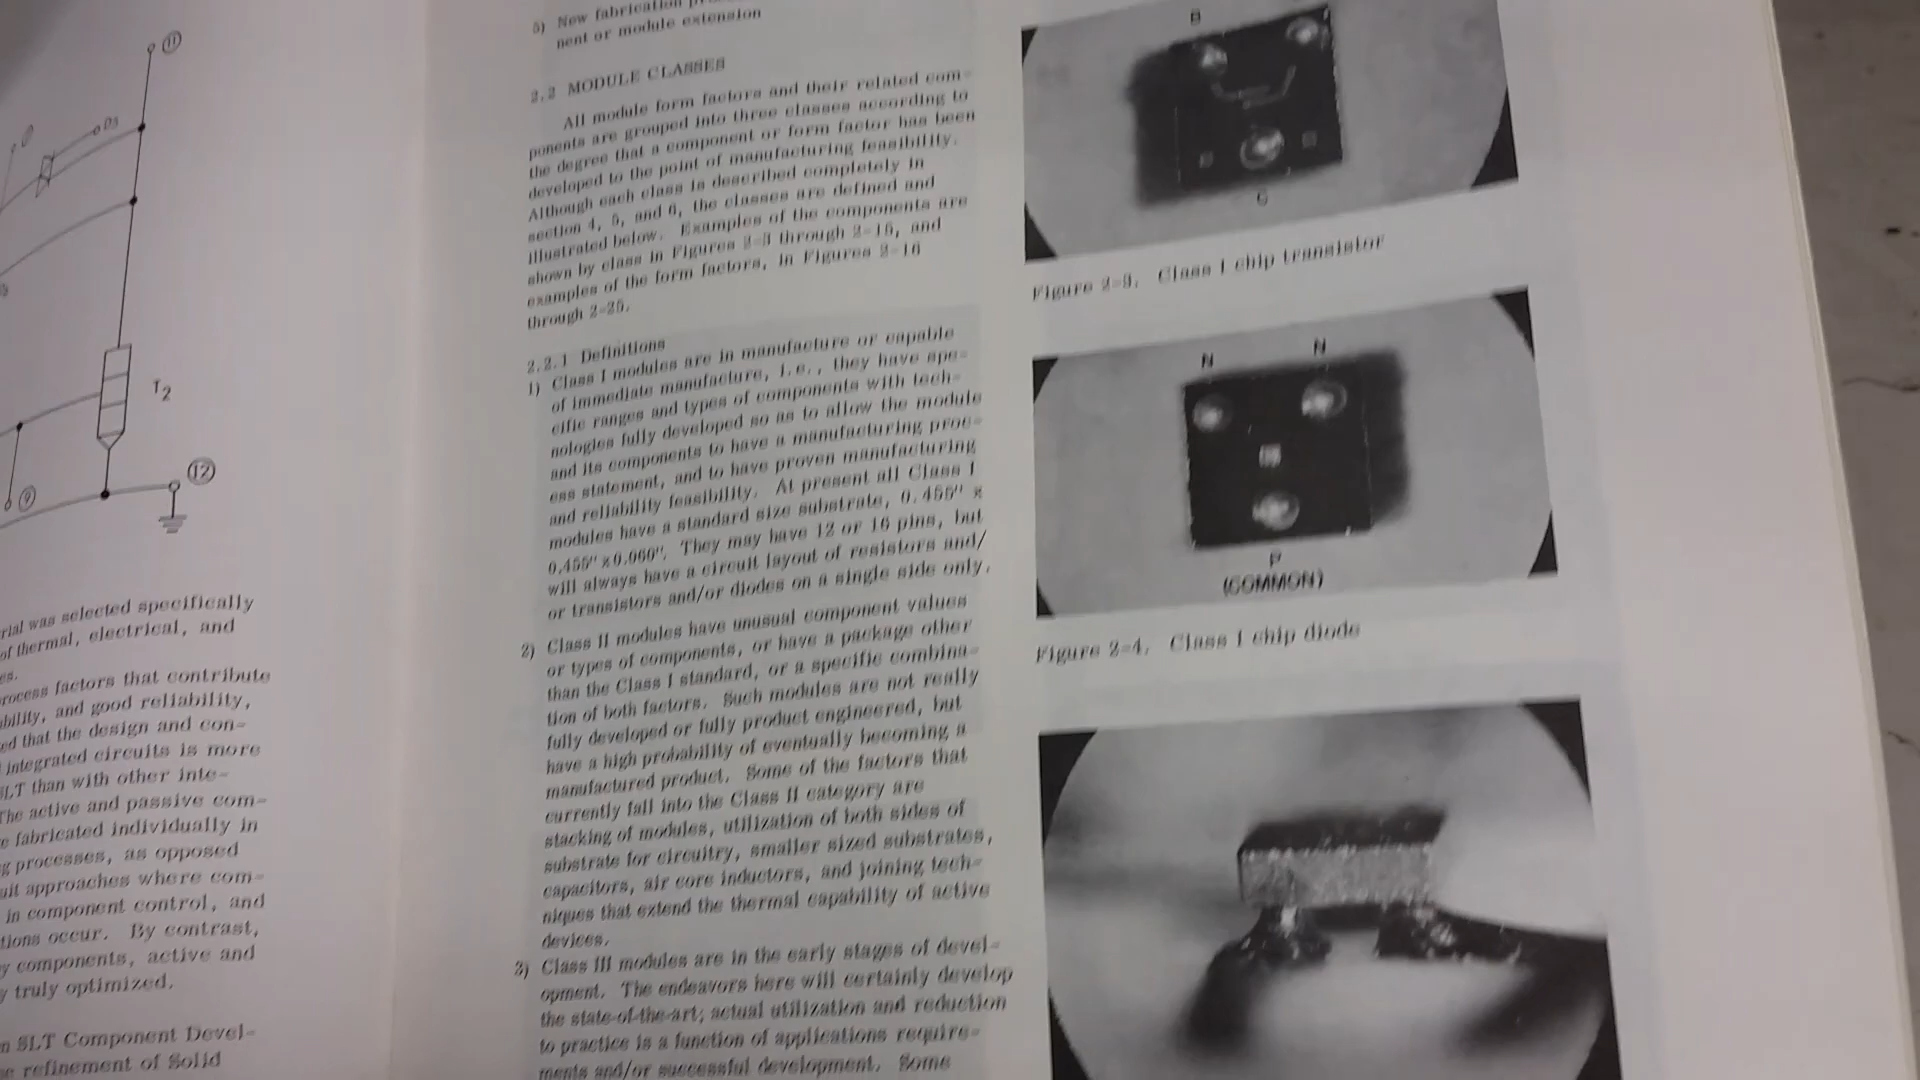 11
D3
T2
12
9
rial was selected specifically
of thermal, electrical, and
es.
rocess factors that contribute
ability, and good reliability,
ed that the design and con-
integrated circuits is more
SLT than with other inte-
The active and passive com-
e fabricated individually in
g processes, as opposed
uit approaches where com-
in component control, and
tions occur. By contrast,
y components, active and
y truly optimized.
n SLT Component Devel-
e refinement of Solid
5) New fabrication
nent or module extension
2.2 MODULE CLASSES
All module form factors and their related com-
ponents are grouped into three classes according to
the degree that a component or form factor has been
developed to the point of manufacturing feasibility.
Although each class is described completely in
section 4, 5, and 6, the classes are defined and
illustrated below. Examples of the components are
shown by class in Figures 2-3 through 2-15, and
examples of the form factors, in Figures 2-16
through 2-25.
2.2.1 Definitions
1) Class I modules are in manufacture or capable
of immediate manufacture, i.e., they have spe-
cific ranges and types of components with tech-
nologies fully developed so as to allow the module
and its components to have a manufacturing proc-
ess statement, and to have proven manufacturing
and reliability feasibility. At present all Class I
modules have a standard size substrate, 0.455" x
0.455" x 0.060". They may have 12 or 16 pins, but
will always have a circuit layout of resistors and/
or transistors and/or diodes on a single side only.
2) Class II modules have unusual component values
or types of components, or have a package other
than the Class I standard, or a specific combina-
tion of both factors. Such modules are not really
fully developed or fully product engineered, but
have a high probability of eventually becoming a
manufactured product. Some of the factors that
currently fall into the Class II category are
stacking of modules, utilization of both sides of
substrate for circuitry, smaller sized substrates,
capacitors, air core inductors, and joining tech-
niques that extend the thermal capability of active
devices.
3) Class III modules are in the early stages of devel-
opment. The endeavors here will certainly develop
the state-of-the-art; actual utilization and reduction
to practice is a function of applications require-
ments and/or successful development. Some
B
C
Figure 2-3. Class I chip transistor
N N
P
(COMMON)
Figure 2-4. Class I chip diode